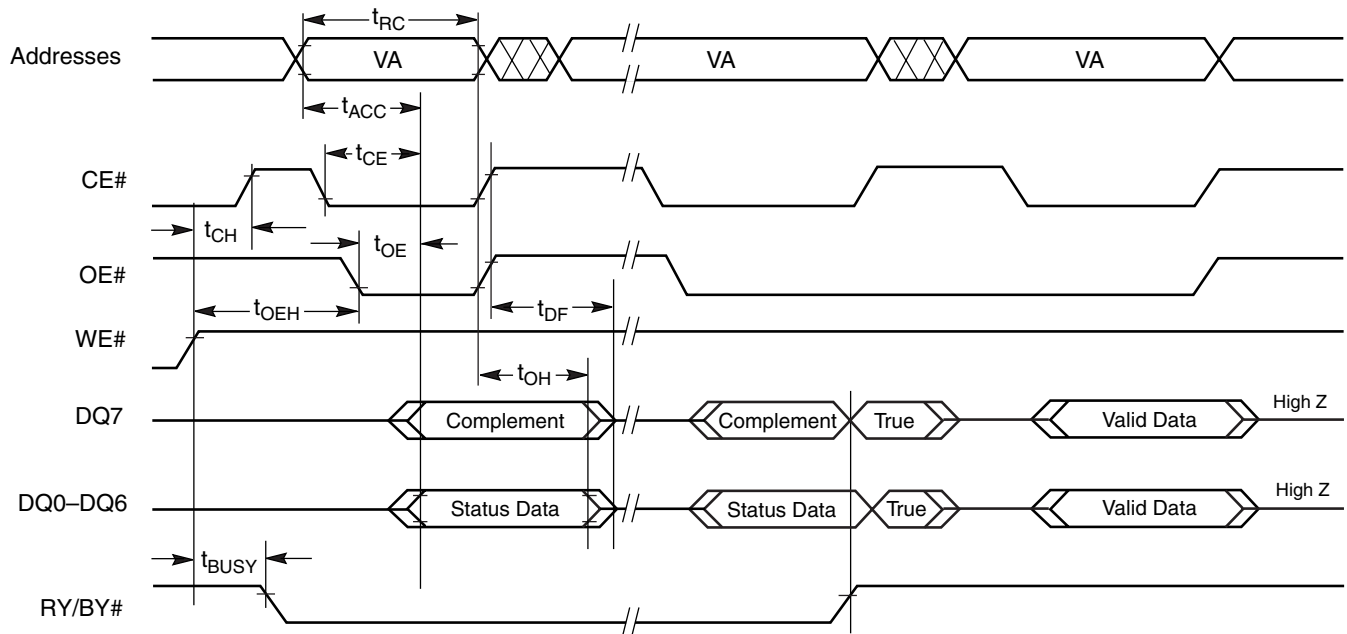 tRC
Addresses VA VA VA
tACC
tCE
CE#
tCH tOE
OE#
tOEH tDF
WE#
tOH
DQ7 Complement Complement True Valid Data High Z
DQ0–DQ6 Status Data Status Data True Valid Data High Z
tBUSY
RY/BY#